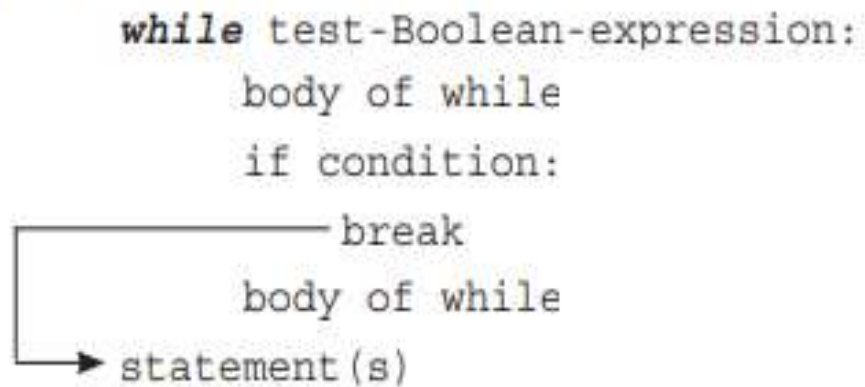 while test-Boolean-expression:
body of while
if condition:
break
body of while
statement(s)